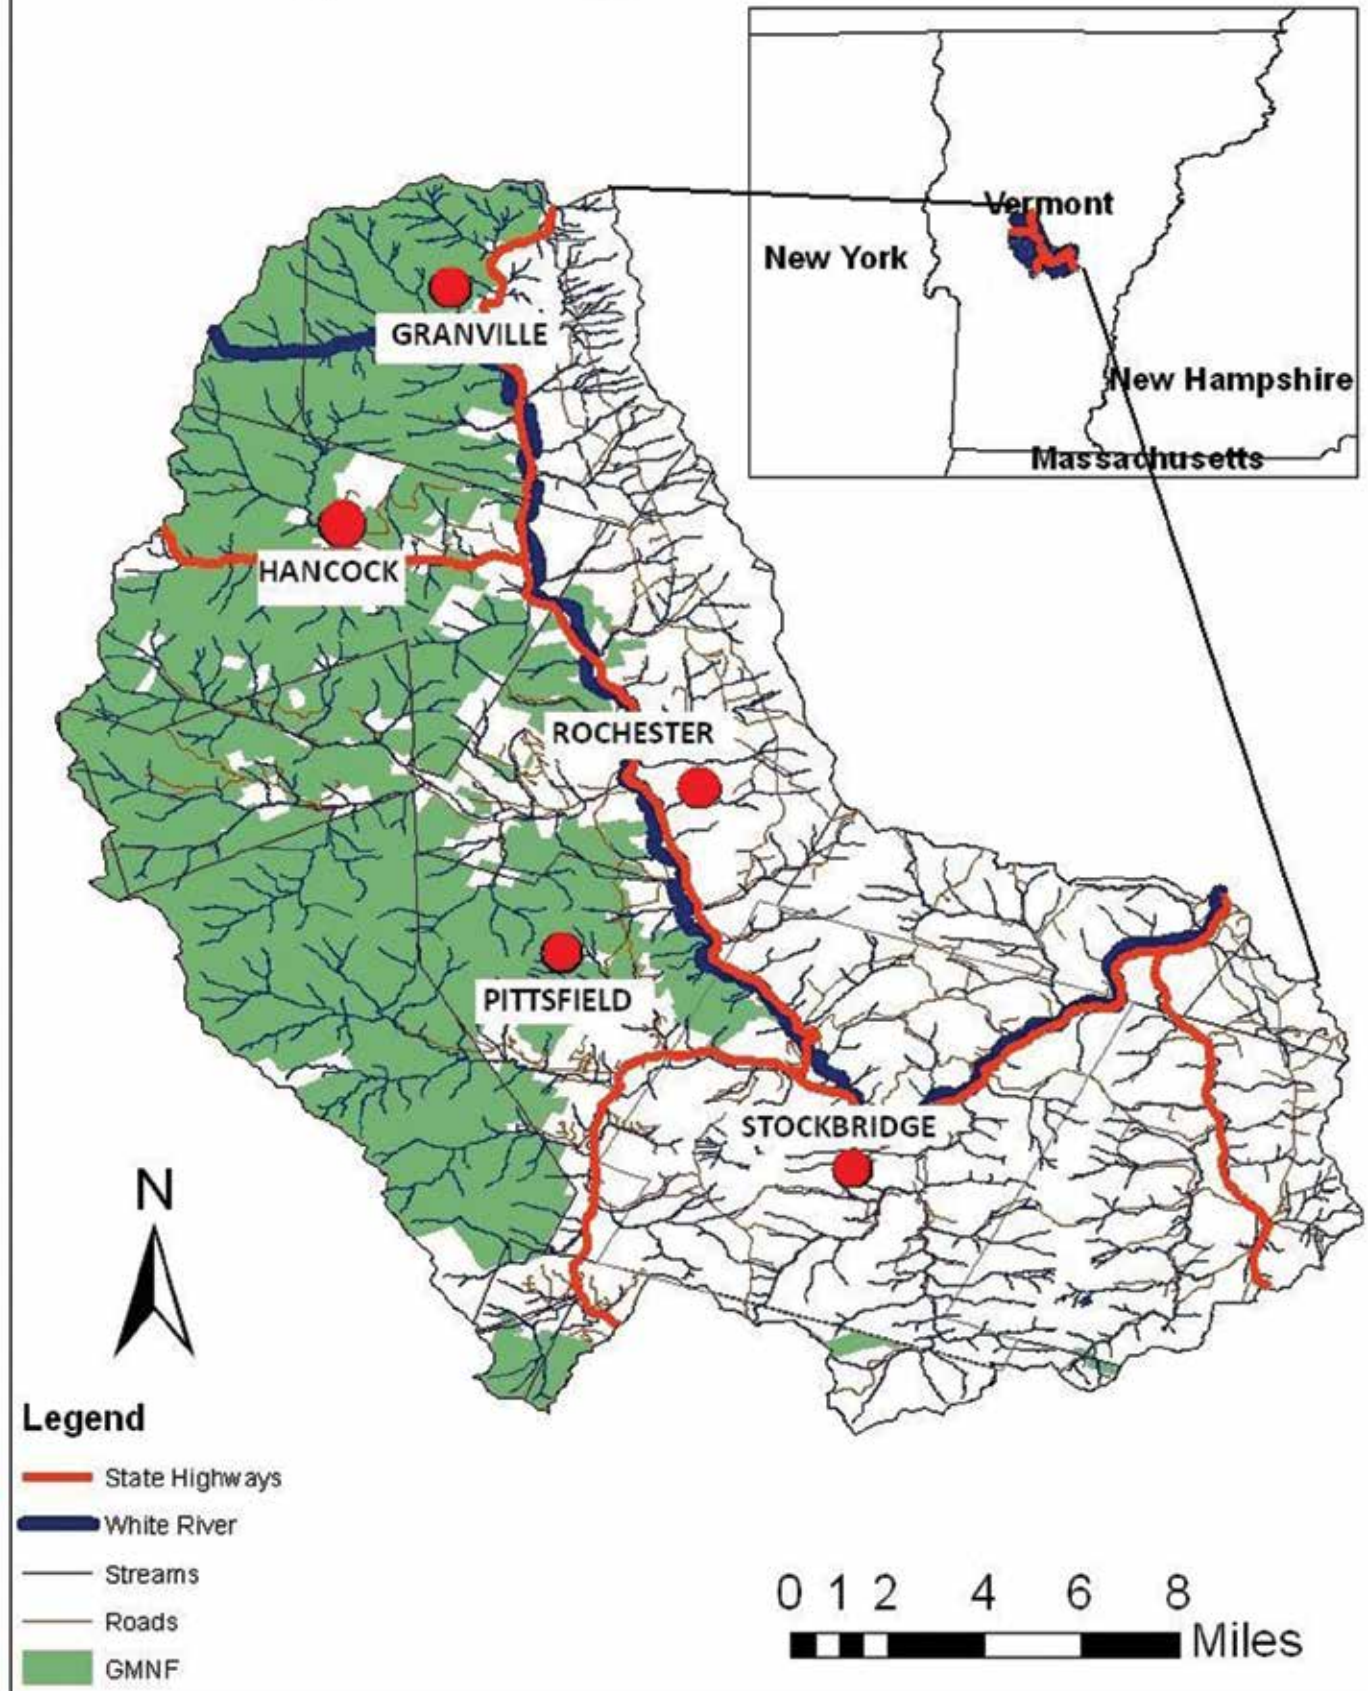 Vermont
New York
New Hampshire
Massachusetts
GRANVILLE
HANCOCK
ROCHESTER
PITTSFIELD
STOCKBRIDGE
N
Legend
State Highways
White River
Streams
Roads
GMNF
0 1 2 4 6 8
Miles